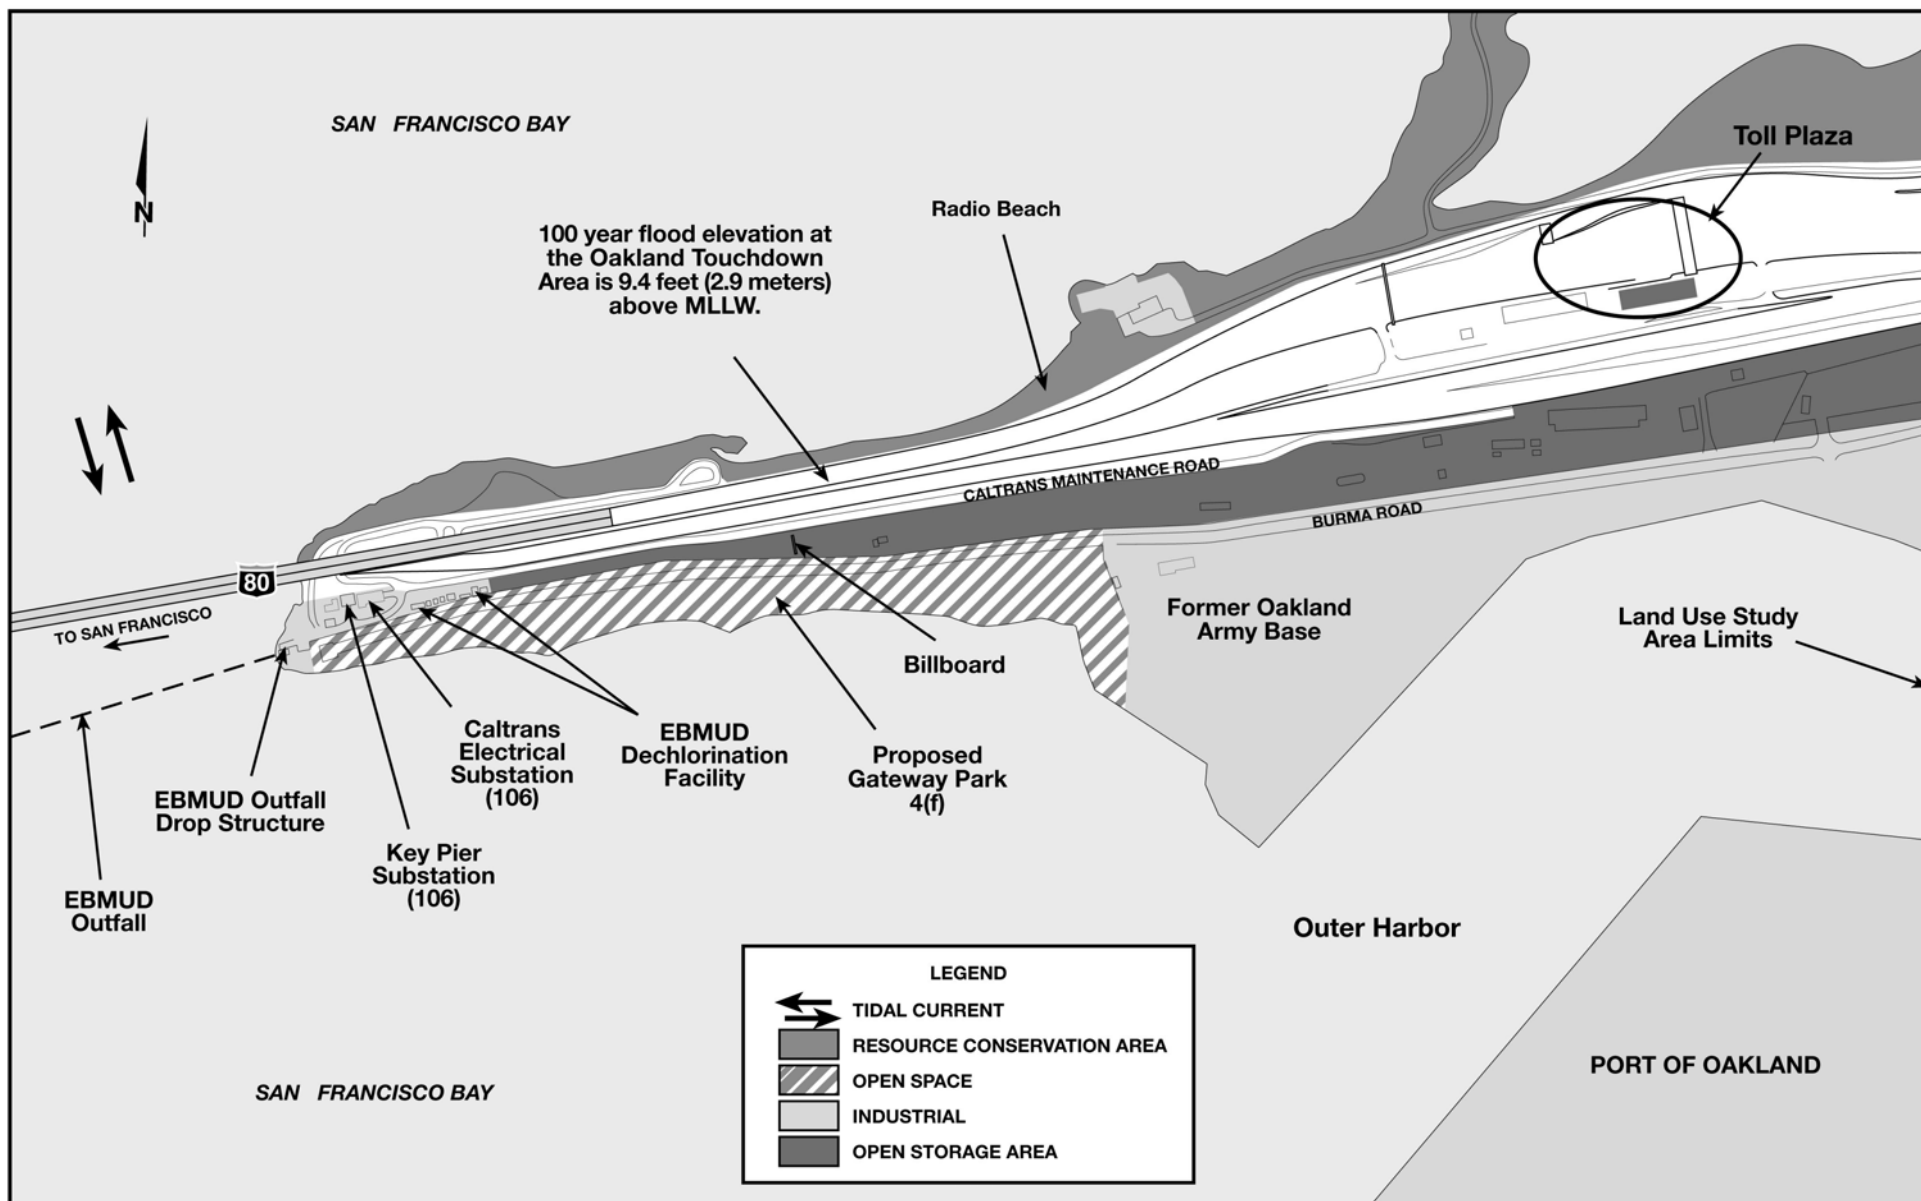 SAN FRANCISCO BAY
N
100 year flood elevation at
the Oakland Touchdown
Area is 9.4 feet (2.9 meters)
above MLLW.
Radio Beach
Toll Plaza
CALTRANS MAINTENANCE ROAD
BURMA ROAD
80
TO SAN FRANCISCO
Former Oakland
Army Base
Land Use Study
Area Limits
Billboard
Caltrans
Electrical
Substation
(106)
EBMUD
Dechlorination
Facility
Proposed
Gateway Park
4(f)
EBMUD Outfall
Drop Structure
Key Pier
Substation
(106)
EBMUD
Outfall
Outer Harbor
PORT OF OAKLAND
SAN FRANCISCO BAY
LEGEND
TIDAL CURRENT
RESOURCE CONSERVATION AREA
OPEN SPACE
INDUSTRIAL
OPEN STORAGE AREA